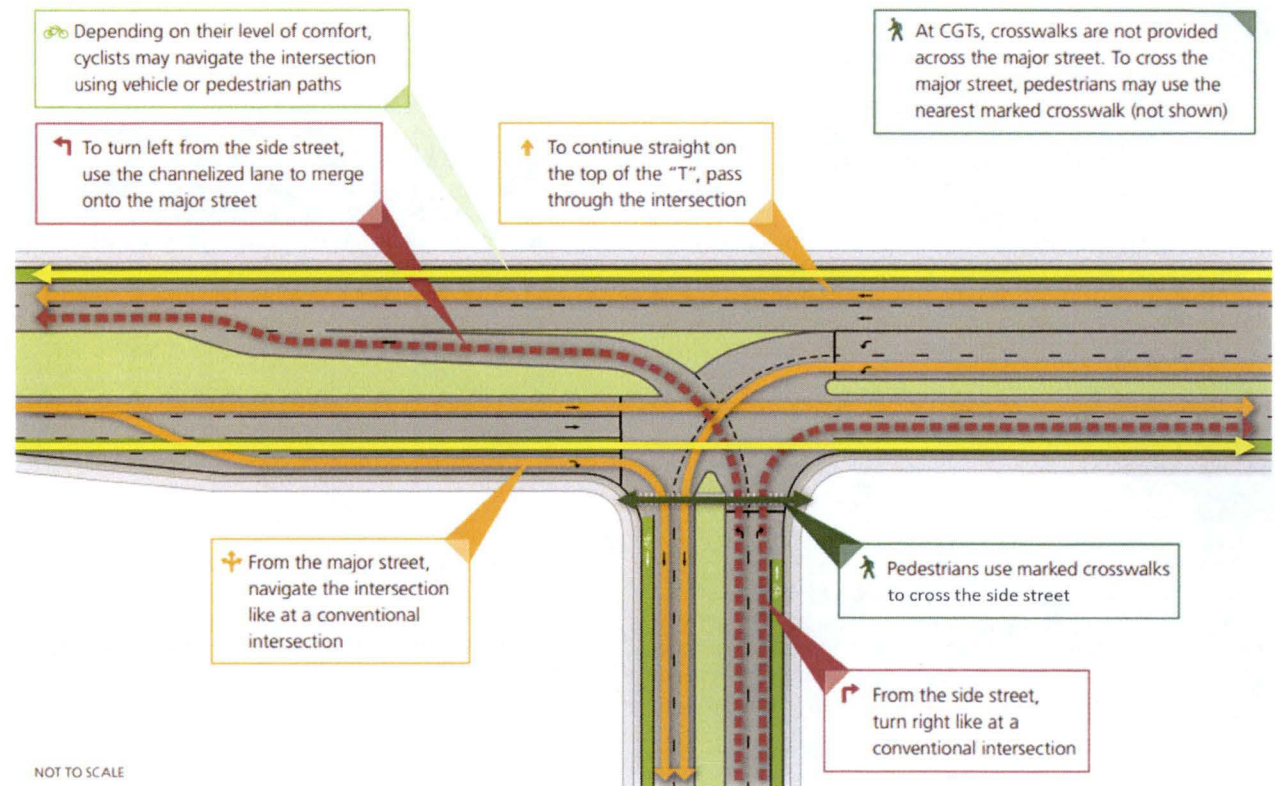 Depending on their level of comfort,
cyclists may navigate the intersection
using vehicle or pedestrian paths
At CGTs, crosswalks are not provided
across the major street. To cross the
major street, pedestrians may use the
nearest marked crosswalk (not shown)
To turn left from the side street,
use the channelized lane to merge
onto the major street
To continue straight on
the top of the "T", pass
through the intersection
From the major street,
navigate the intersection
like at a conventional
intersection
Pedestrians use marked crosswalks
to cross the side street
From the side street,
turn right like at a
conventional intersection
NOT TO SCALE